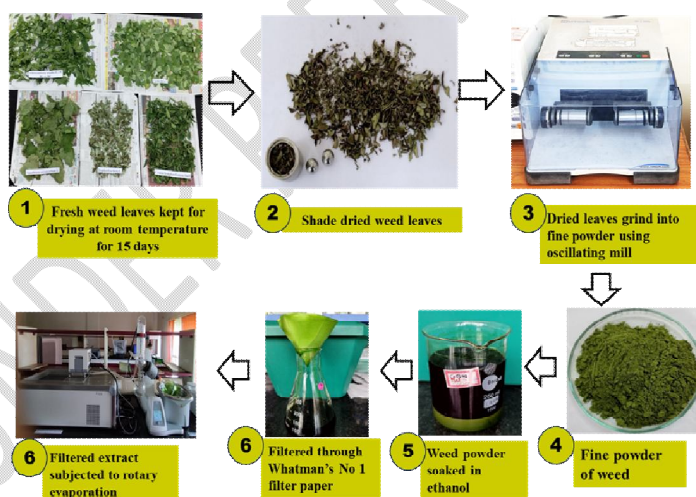 1
Fresh weed leaves kept for
drying at room temperature
for 15 days
2
Shade dried weed leaves
3
Dried leaves grind into
fine powder using
oscillating mill
4
Fine powder
of weed
5
Weed powder
soaked in
ethanol
6
Filtered through
Whatman's No 1
filter paper
6
Filtered extract
subjected to rotary
evaporation